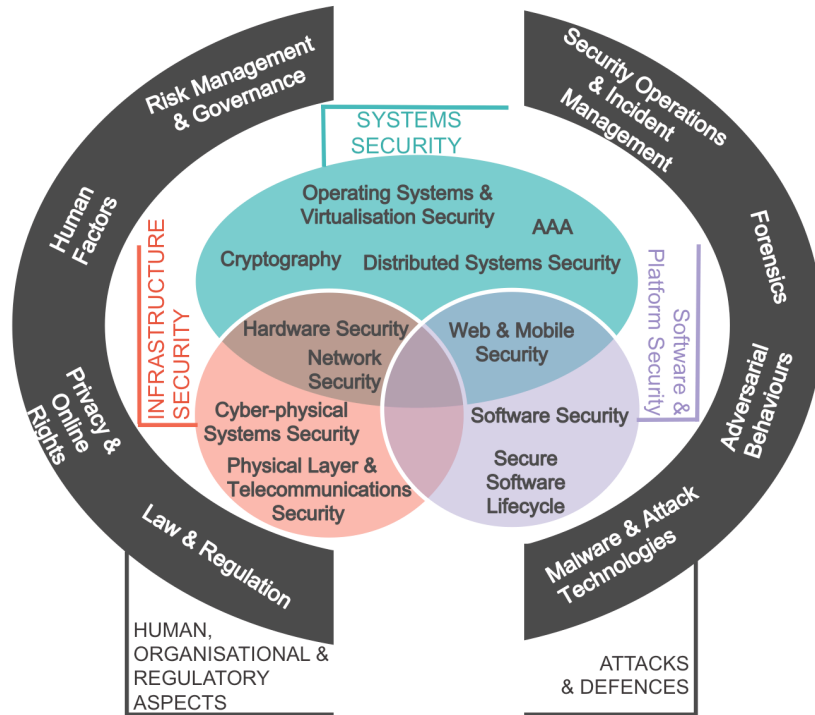 Risk Management
& Governance
Human
Factors
Privacy &
Online
Rights
Law & Regulation
HUMAN,
ORGANISATIONAL &
REGULATORY
ASPECTS
INFRASTRUCTURE
SECURITY
SYSTEMS
SECURITY
Operating Systems &
Virtualisation Security
AAA
Cryptography
Distributed Systems Security
Hardware Security
Network
Security
Web & Mobile
Security
Cyber-physical
Systems Security
Physical Layer &
Telecommunications
Security
Software Security
Secure
Software
Lifecycle
Software &
Platform Security
Security Operations
& Incident
Management
Forensics
Adversarial
Behaviours
Malware & Attack
Technologies
ATTACKS
& DEFENCES